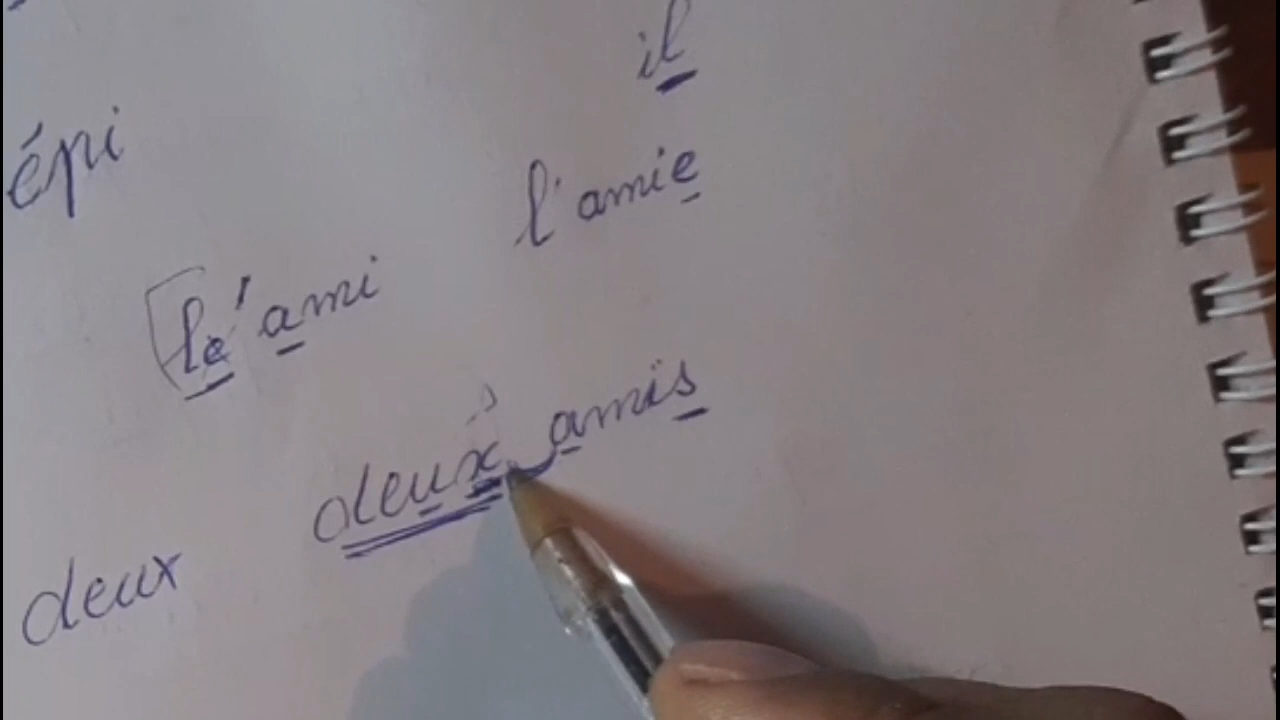 il
épi
l'amie
le'ami
deux amis
deux